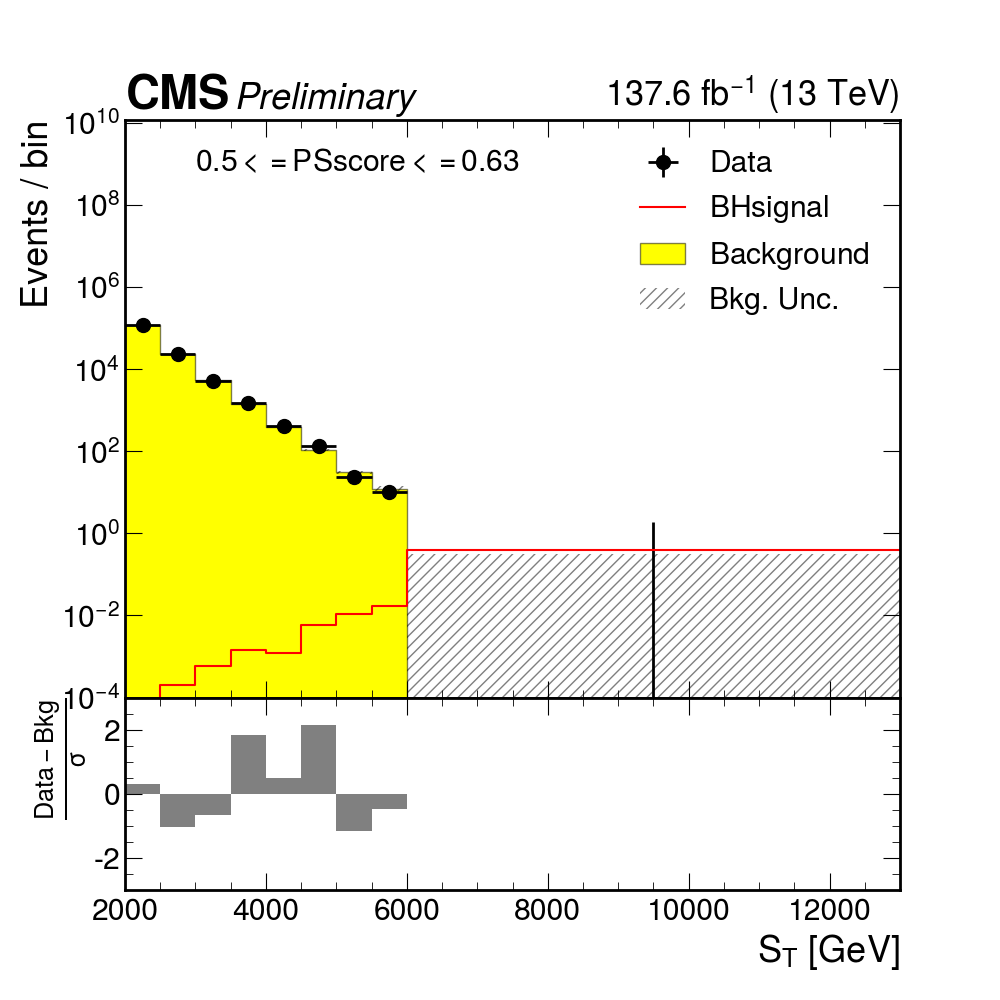 CMS Preliminary 137.6 fb⁻¹ (13 TeV)
Events / bin
0.5 < = PSscore < = 0.63
Data
BHsignal
Background
Bkg. Unc.
10¹⁰
10⁸
10⁶
10⁴
10²
10⁰
10⁻²
10⁻⁴
Data – Bkg
σ
2
0
-2
2000 4000 6000 8000 10000 12000
S_T [GeV]